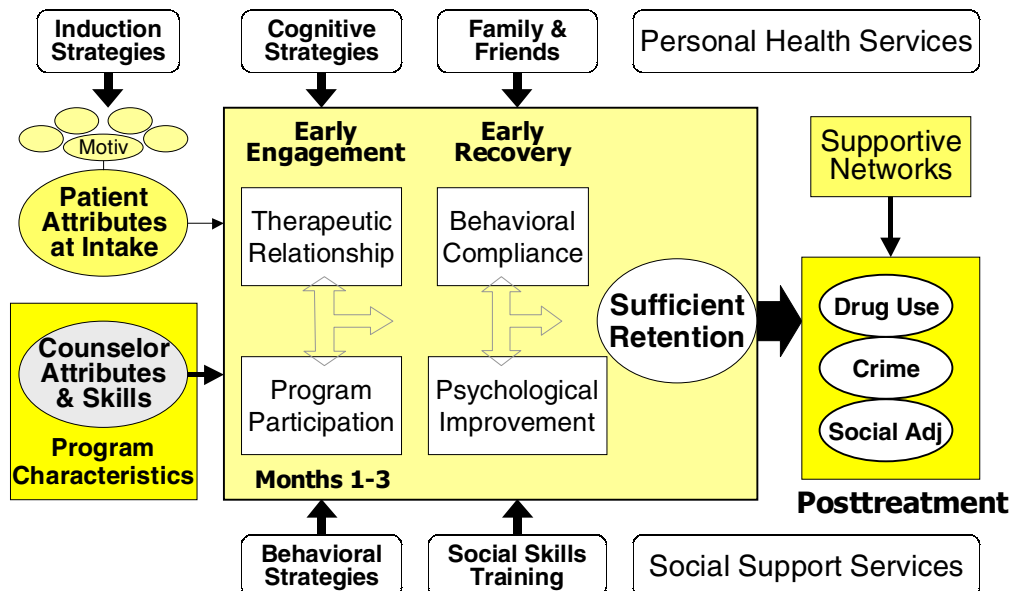 Induction
Strategies
Cognitive
Strategies
Family &
Friends
Personal Health Services
Motiv
Patient
Attributes
at Intake
Early
Engagement
Early
Recovery
Therapeutic
Relationship
Behavioral
Compliance
Supportive
Networks
Sufficient
Retention
Drug Use
Crime
Social Adj
Counselor
Attributes
& Skills
Program
Characteristics
Program
Participation
Psychological
Improvement
Months 1-3
Posttreatment
Behavioral
Strategies
Social Skills
Training
Social Support Services